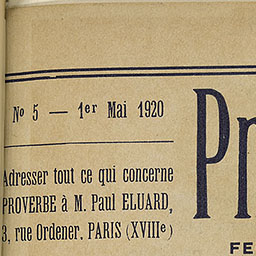 Nº 5 — 1er Mai 1920
Adresser tout ce qui concerne
PROVERBE à M. Paul ELUARD,
3, rue Ordener, PARIS (XVIIIe)
Pr
FE